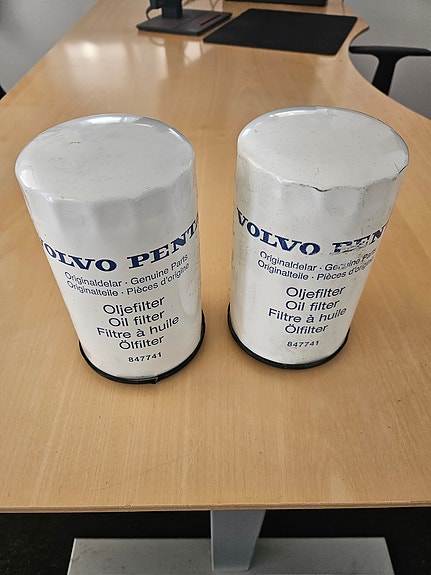 VOLVO PENTA
Originaldelar · Genuine Parts
Originalteile · Pièces d'origine
Oljefilter
Oil filter
Filtre à huile
Ölfilter
847741
VOLVO PENTA
Originaldelar · Genuine Parts
Originalteile · Pièces d'origine
Oljefilter
Oil filter
Filtre à huile
Ölfilter
847741